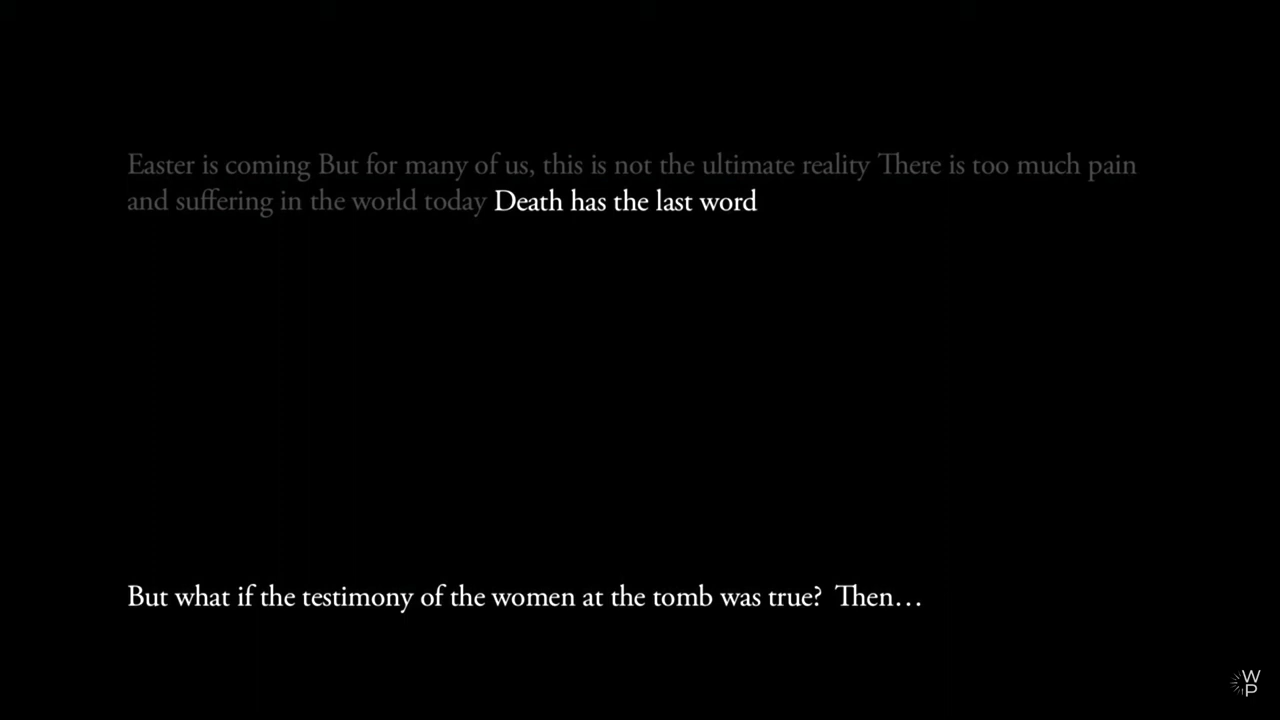 Easter is coming But for many of us, this is not the ultimate reality There is too much pain
and suffering in the world today Death has the last word
But what if the testimony of the women at the tomb was true? Then…
W
P